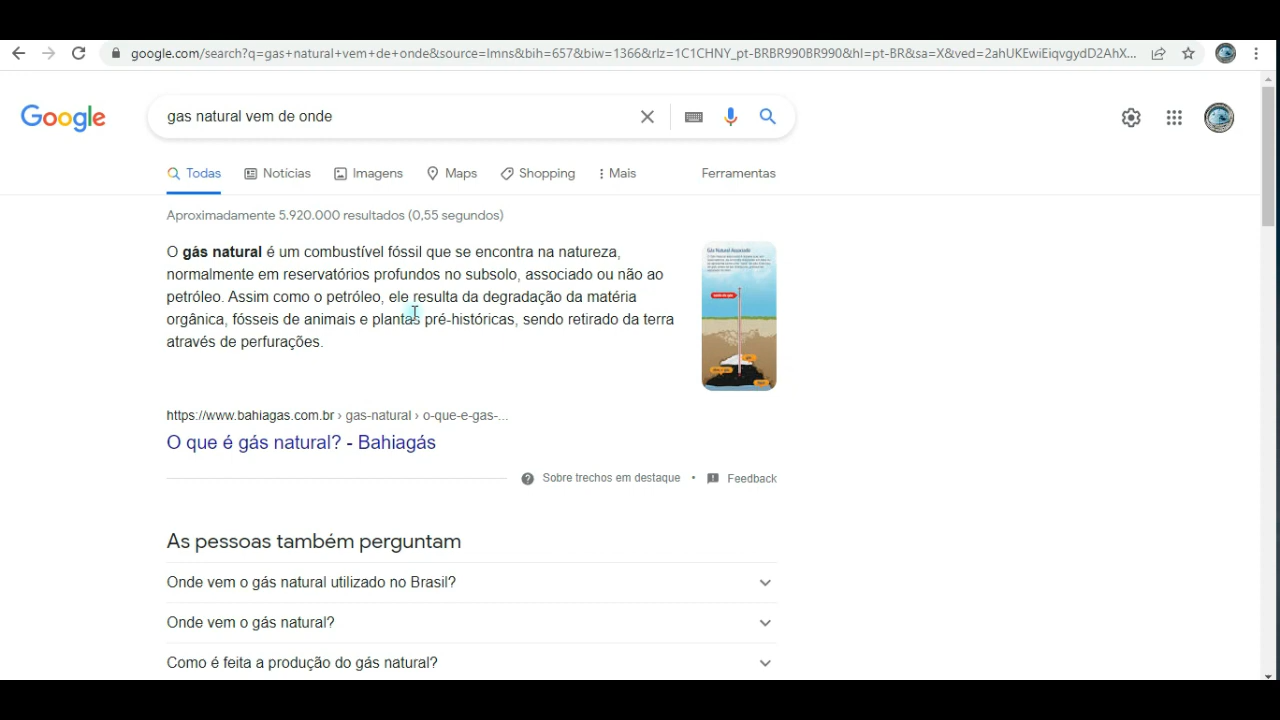 google.com/search?q=gas+natural+vem+de+onde&source=lmns&bih=657&biw=1366&rlz=1C1CHNY_pt-BRBR990BR990&hl=pt-BR&sa=X&ved=2ahUKEwiEiqvgydD2AhX...
Google
gas natural vem de onde
Todas Notícias Imagens Maps Shopping Mais Ferramentas
Aproximadamente 5.920.000 resultados (0,55 segundos)
O gás natural é um combustível fóssil que se encontra na natureza,
normalmente em reservatórios profundos no subsolo, associado ou não ao
petróleo. Assim como o petróleo, ele resulta da degradação da matéria
orgânica, fósseis de animais e plantas pré-históricas, sendo retirado da terra
através de perfurações.
Gás Natural Associado
https://www.bahiagas.com.br › gas-natural › o-que-e-gas-...
O que é gás natural? - Bahiagás
Sobre trechos em destaque • Feedback
As pessoas também perguntam
Onde vem o gás natural utilizado no Brasil?
Onde vem o gás natural?
Como é feita a produção do gás natural?